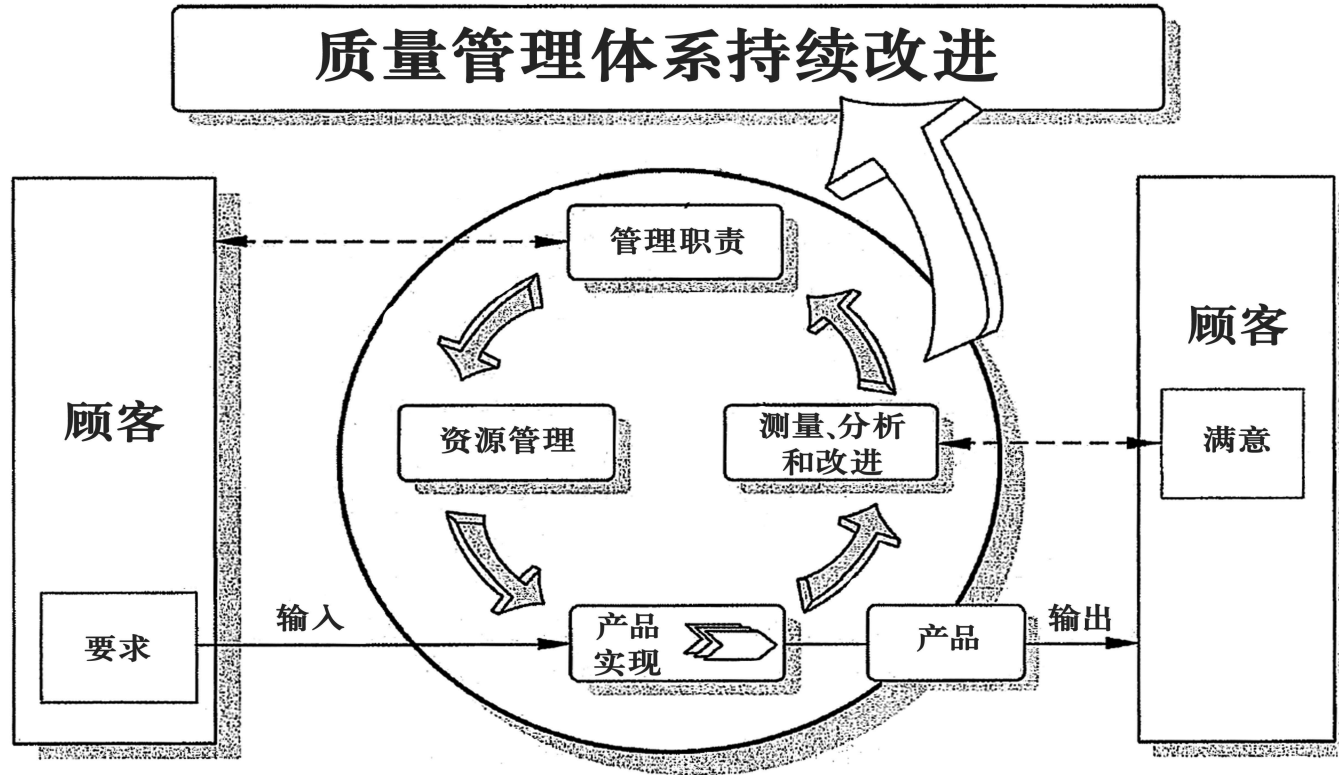 质量管理体系持续改进
管理职责
顾客
顾客
资源管理
测量、分析
和改进
满意
要求
输入
产品
实现
产品
输出